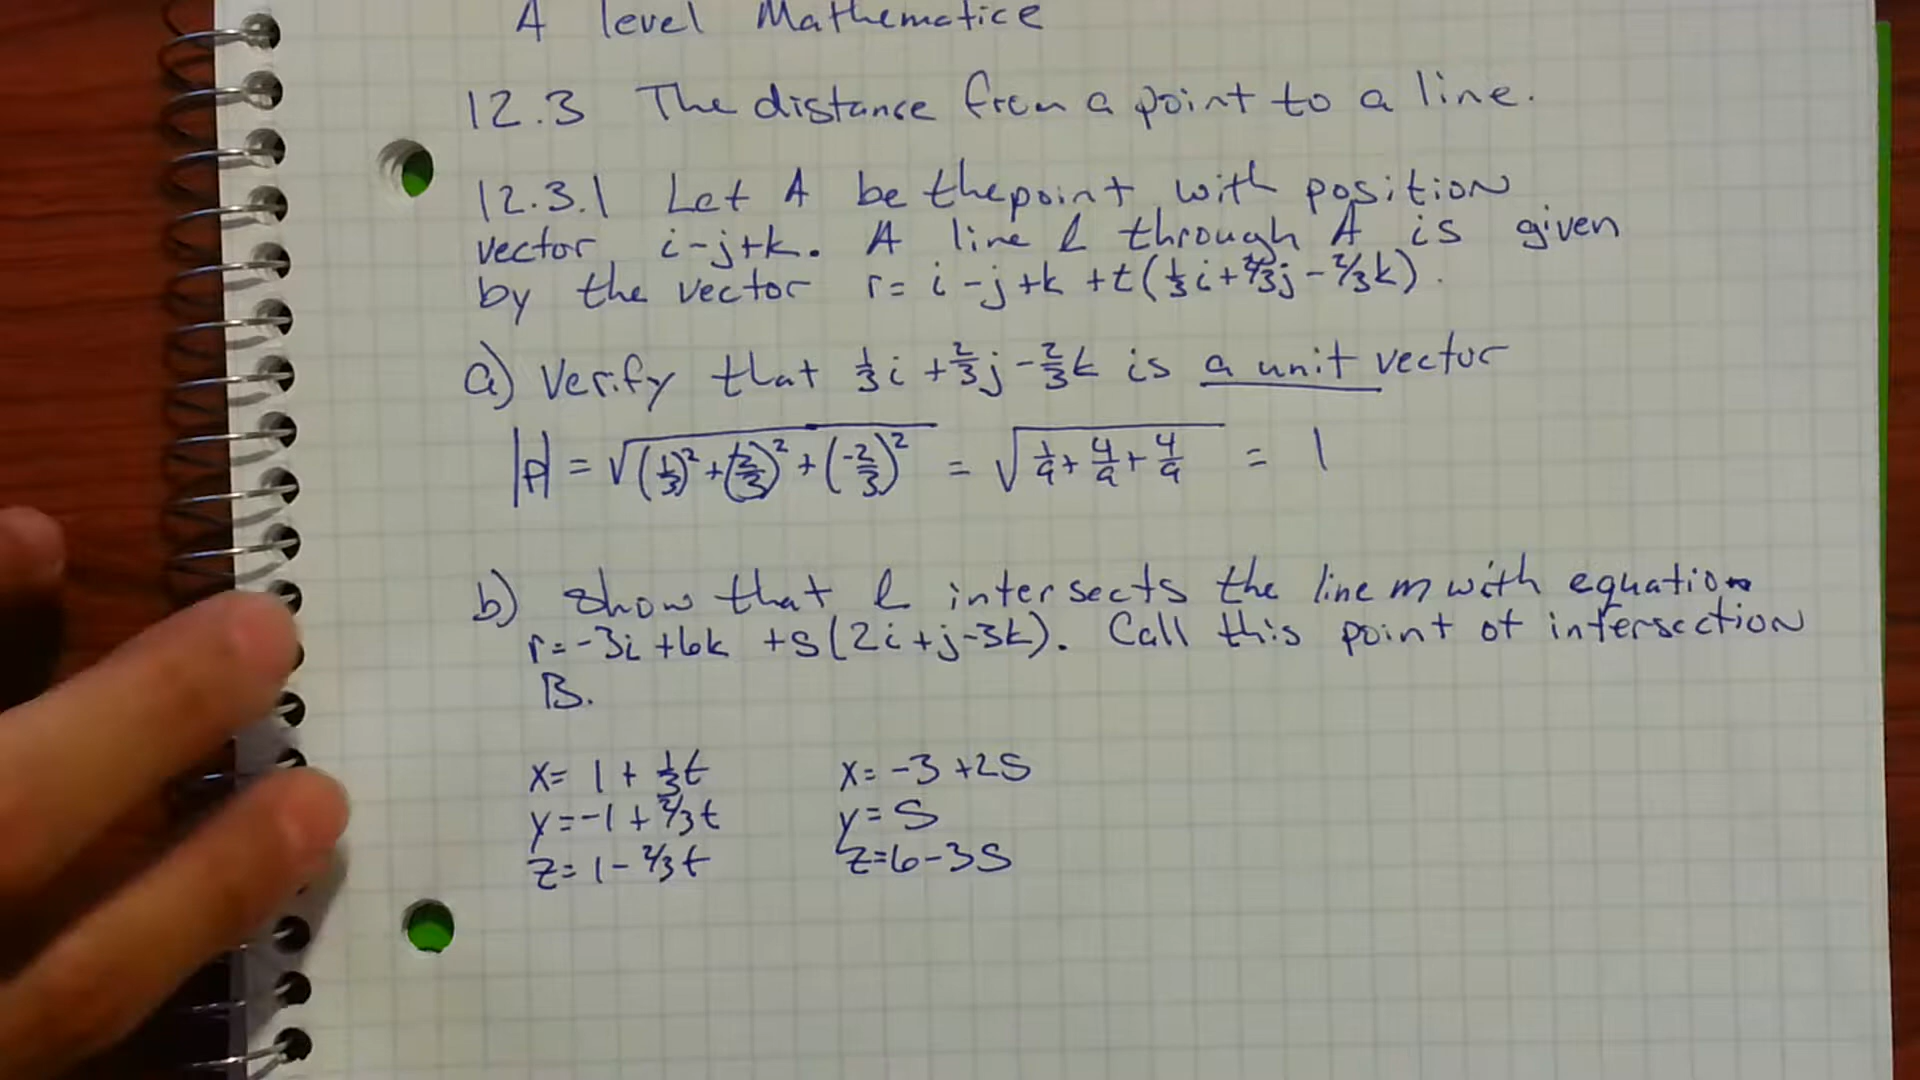 A level Mathematice
12.3 The distance from a point to a line.
12.3.1 Let A be the point with position
vector i-j+k. A line l through A is given
by the vector r= i-j+k +t(1/3i+2/3j-2/3k).
a) Verify that 1/3i+2/3j-2/3k is a unit vector
= √(1/3)²+(2/3)²+(-2/3)² = √1/9+4/9+4/9 = 1
b) Show that l intersects the line m with equation
r=-3i+6k +s(2i+j-3k). Call this point of intersection
B.
x= 1+1/3t x=-3+2s
y=-1+2/3t y=s
z=1-2/3t z=6-3s